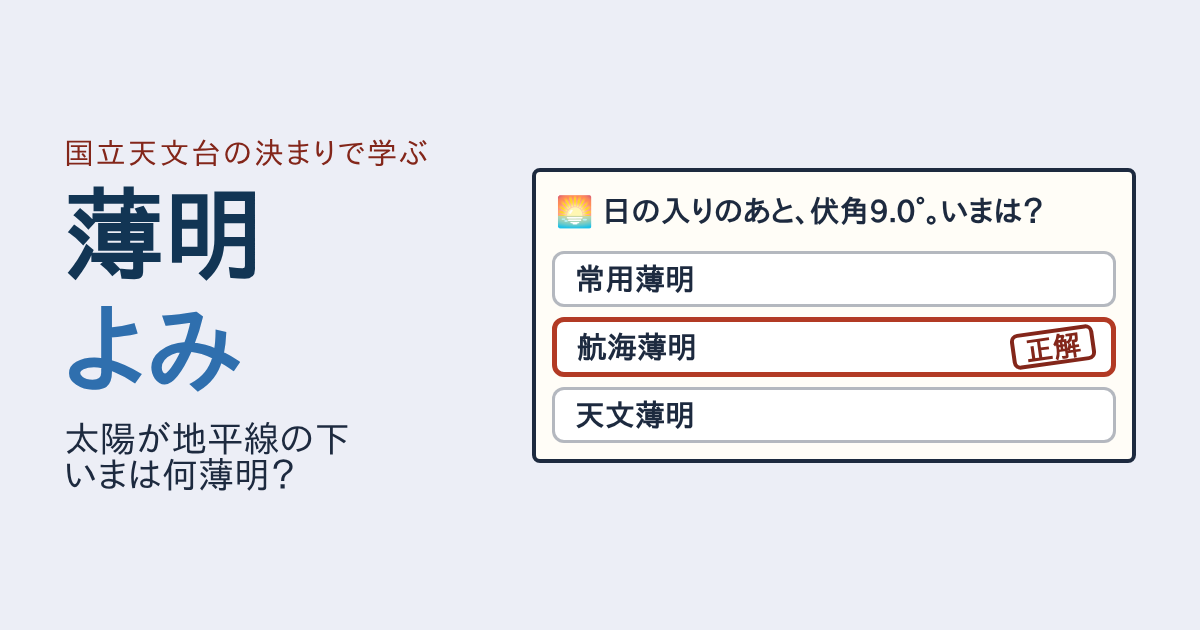 国立天文台の決まりで学ぶ
薄明
よみ
太陽が地平線の下
いまは何薄明？
🌅 日の入りのあと、伏角9.0°。いまは？
常用薄明
航海薄明
正解
天文薄明